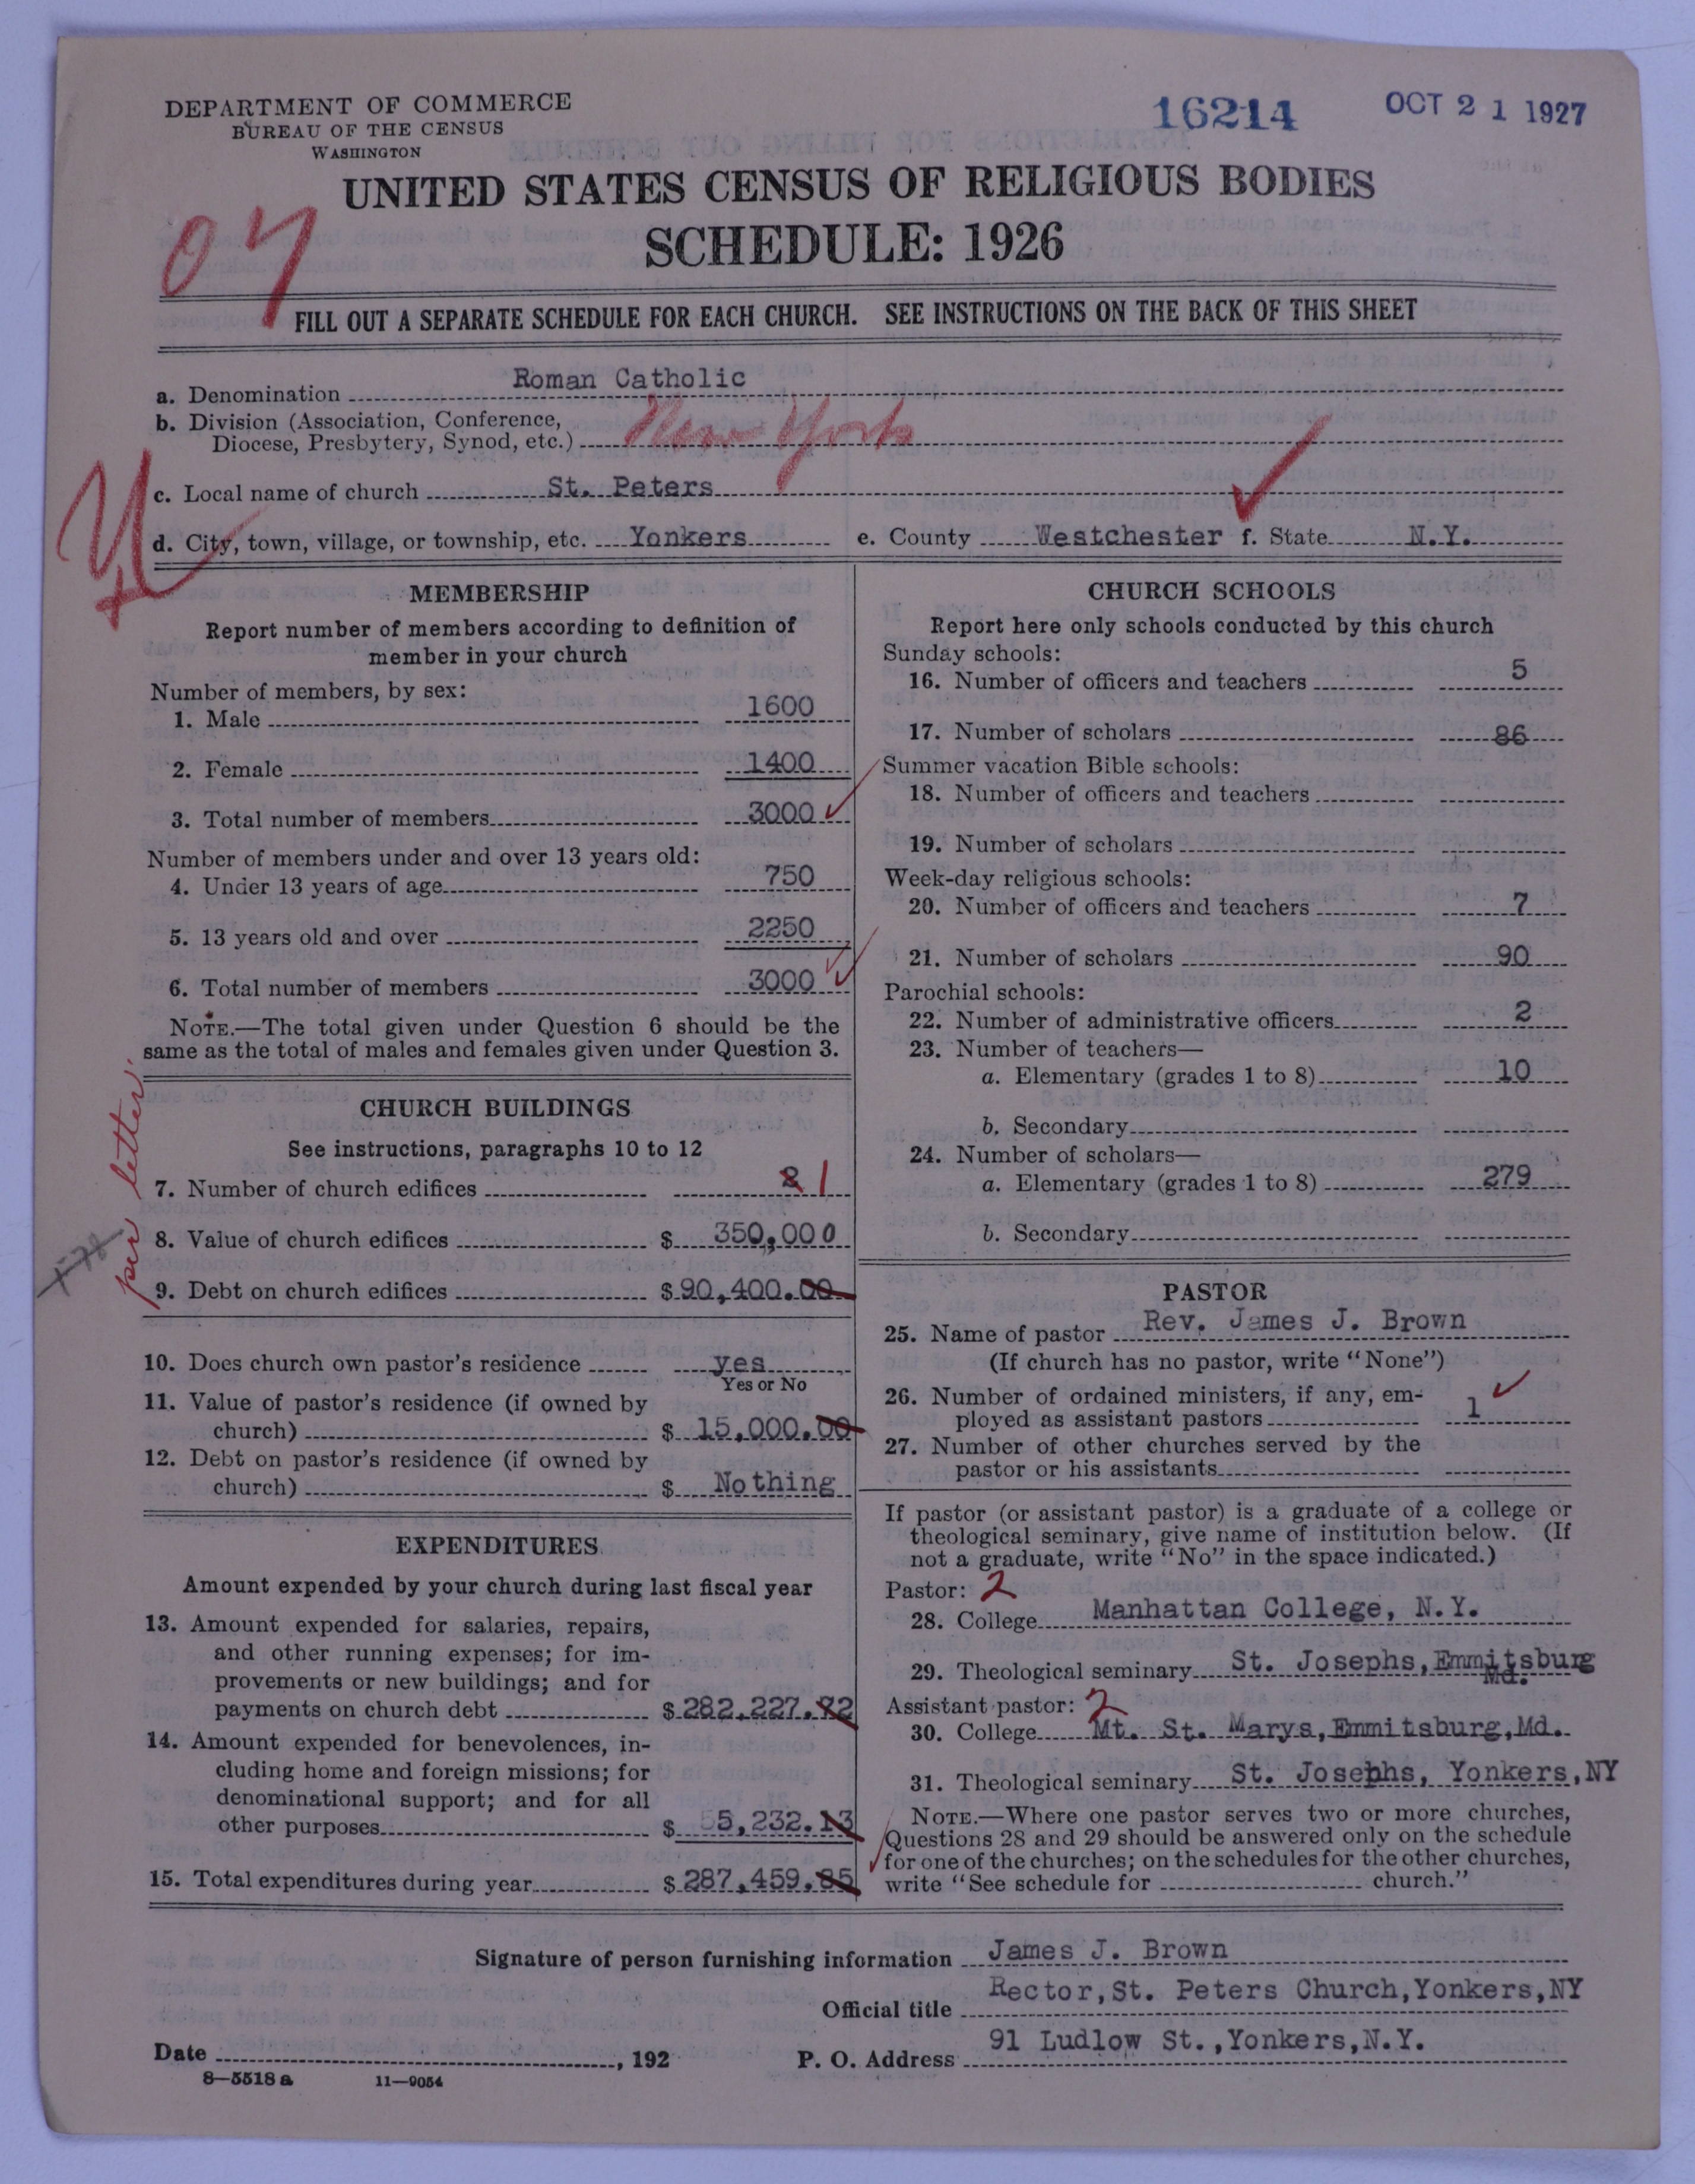 DEPARTMENT OF COMMERCE
BUREAU OF THE CENSUS
WASHINGTON
16214
OCT 21 1927
UNITED STATES CENSUS OF RELIGIOUS BODIES
SCHEDULE: 1926
FILL OUT A SEPARATE SCHEDULE FOR EACH CHURCH. SEE INSTRUCTIONS ON THE BACK OF THIS SHEET
a. Denomination Roman Catholic
b. Division (Association, Conference,
Diocese, Presbytery, Synod, etc.) New York
c. Local name of church St. Peters
d. City, town, village, or township, etc. Yonkers e. County Westchester f. State N.Y.
MEMBERSHIP
Report number of members according to definition of
member in your church
Number of members, by sex:
1. Male 1600
2. Female 1400
3. Total number of members 3000
Number of members under and over 13 years old:
4. Under 13 years of age 750
5. 13 years old and over 2250
6. Total number of members 3000
NOTE.—The total given under Question 6 should be the
same as the total of males and females given under Question 3.
per letter.
CHURCH BUILDINGS
See instructions, paragraphs 10 to 12
7. Number of church edifices 2 1
8. Value of church edifices $ 350,000
9. Debt on church edifices $ 90,400.00
10. Does church own pastor's residence yes
Yes or No
11. Value of pastor's residence (if owned by
church) $ 15,000.00
12. Debt on pastor's residence (if owned by
church) $ Nothing
EXPENDITURES
Amount expended by your church during last fiscal year
13. Amount expended for salaries, repairs,
and other running expenses; for im-
provements or new buildings; and for
payments on church debt $ 282,227.
14. Amount expended for benevolences, in-
cluding home and foreign missions; for
denominational support; and for all
other purposes $ 5,232.13
15. Total expenditures during year $ 287,459.85
CHURCH SCHOOLS
Report here only schools conducted by this church
Sunday schools:
16. Number of officers and teachers 5
17. Number of scholars 86
Summer vacation Bible schools:
18. Number of officers and teachers
19. Number of scholars
Week-day religious schools:
20. Number of officers and teachers 7
21. Number of scholars 90
Parochial schools:
22. Number of administrative officers 2
23. Number of teachers—
a. Elementary (grades 1 to 8) 10
b. Secondary
24. Number of scholars—
a. Elementary (grades 1 to 8) 279
b. Secondary
PASTOR
25. Name of pastor Rev. James J. Brown
(If church has no pastor, write "None")
26. Number of ordained ministers, if any, em-
ployed as assistant pastors 1
27. Number of other churches served by the
pastor or his assistants
If pastor (or assistant pastor) is a graduate of a college or
theological seminary, give name of institution below. (If
not a graduate, write "No" in the space indicated.)
Pastor: 2
28. College Manhattan College, N.Y.
29. Theological seminary St. Josephs, Emmitsburg
Md.
Assistant pastor: 2
30. College Mt. St. Marys, Emmitsburg, Md.
31. Theological seminary St. Josephs, Yonkers, NY
NOTE.—Where one pastor serves two or more churches,
Questions 28 and 29 should be answered only on the schedule
for one of the churches; on the schedules for the other churches,
write "See schedule for church."
Signature of person furnishing information James J. Brown
Official title Rector, St. Peters Church, Yonkers, NY
Date , 192 P. O. Address 91 Ludlow St., Yonkers, N.Y.
8—5518 a 11—9054